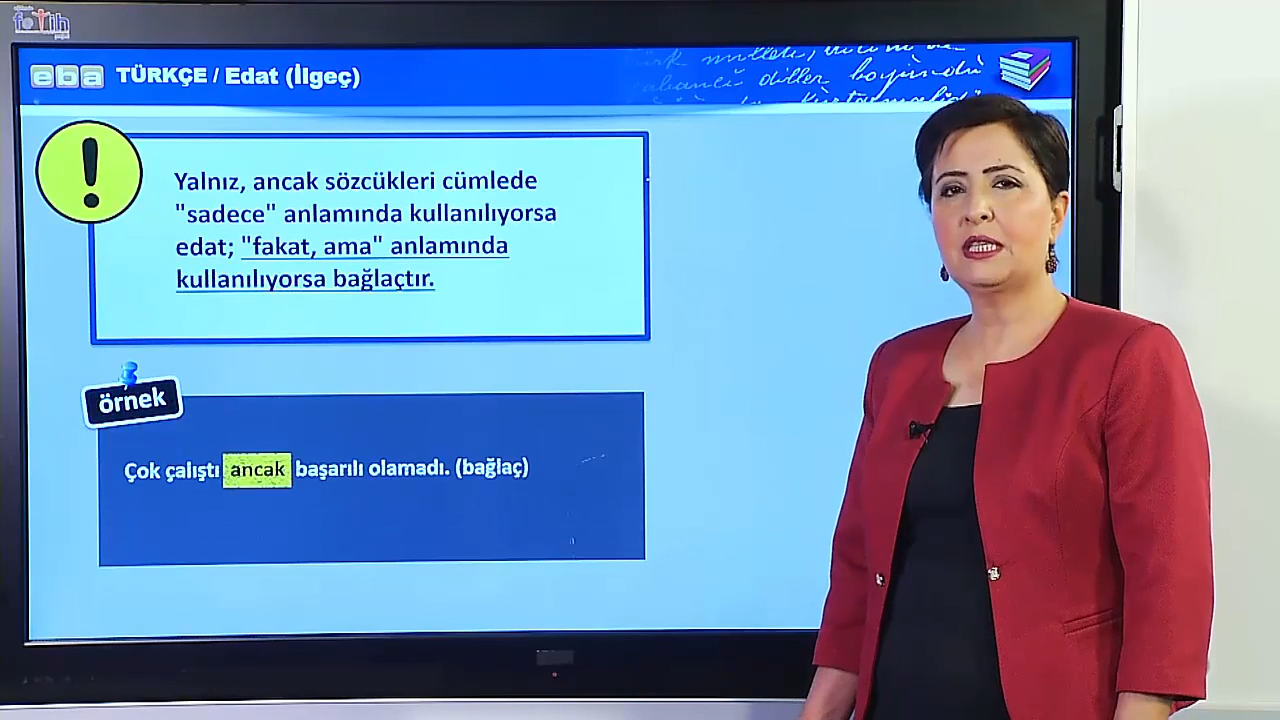 fatih
eba TÜRKÇE / Edat (İlgeç)
Yalnız, ancak sözcükleri cümlede
"sadece" anlamında kullanılıyorsa
edat; "fakat, ama" anlamında
kullanılıyorsa bağlaçtır.
örnek
Çok çalıştı ancak başarılı olamadı. (bağlaç)